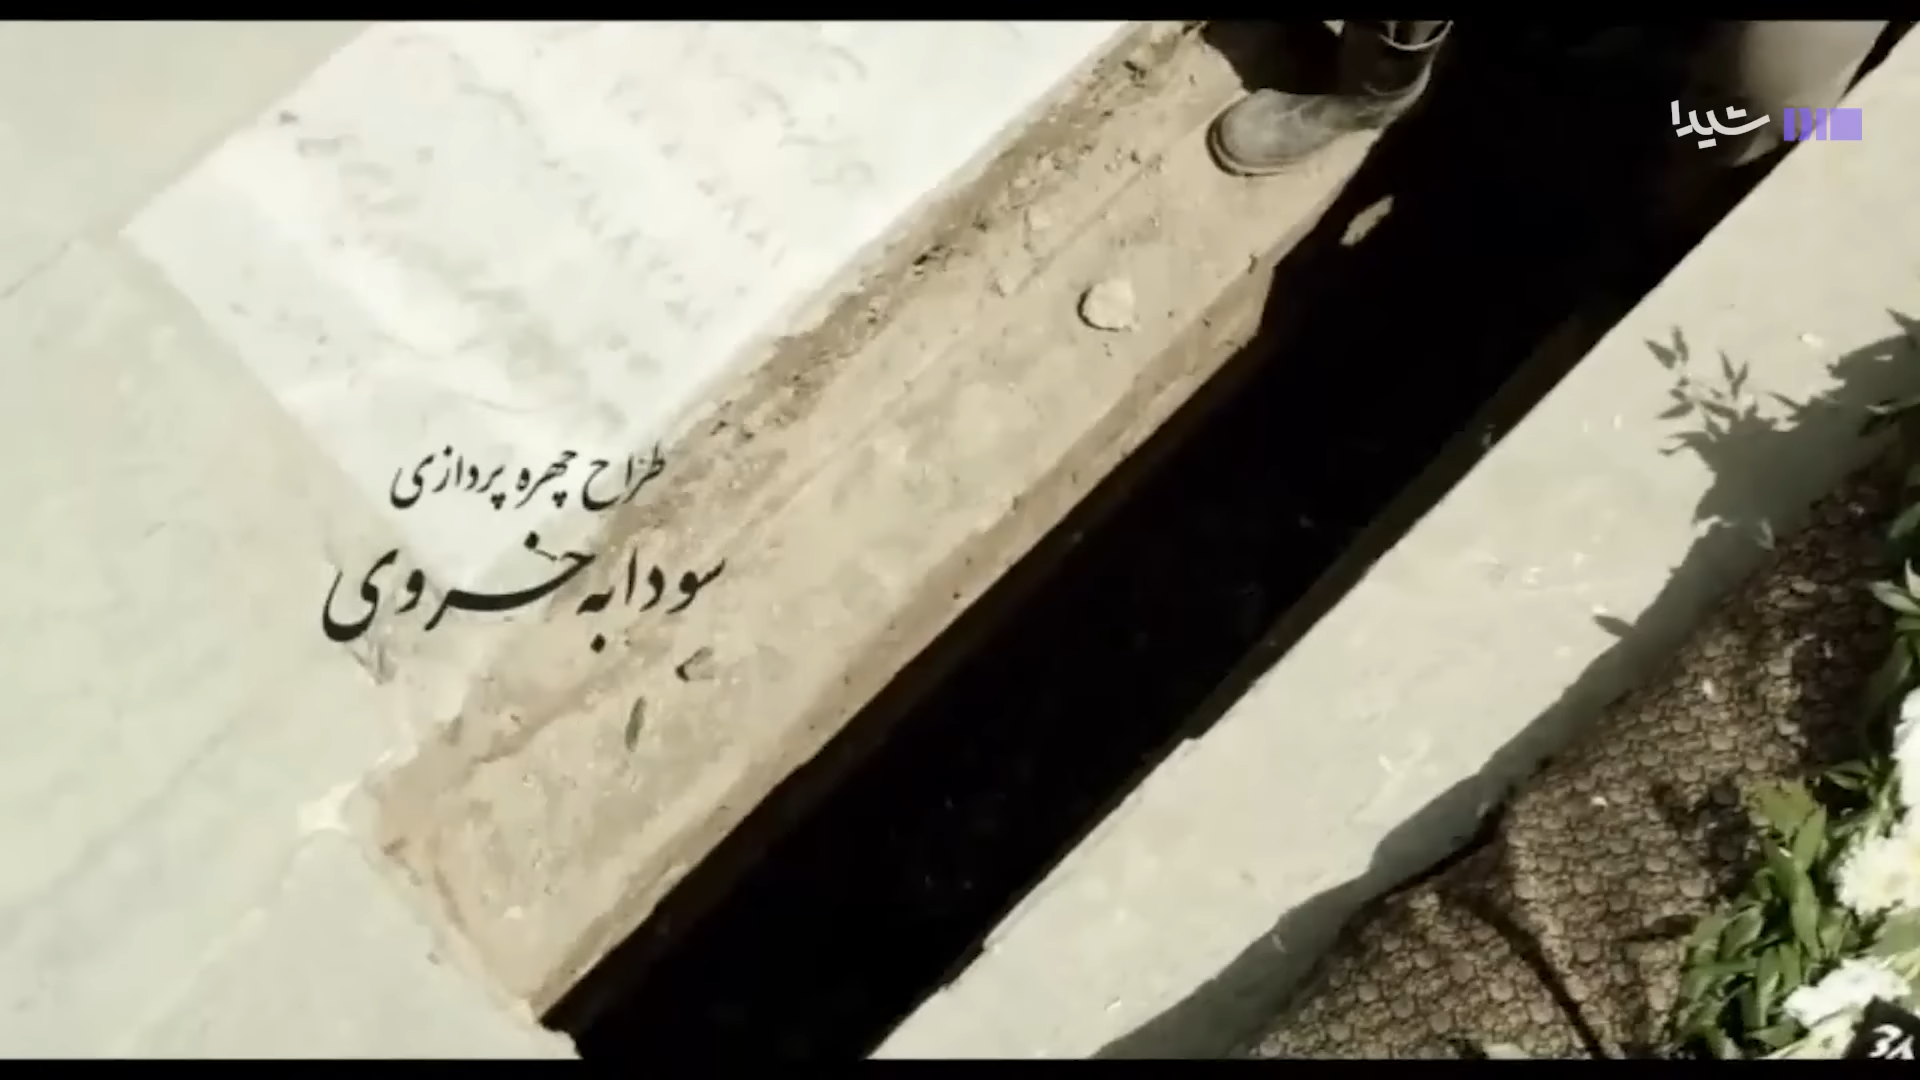 شیدا
طراح چهره پردازی
سودابه خسروی